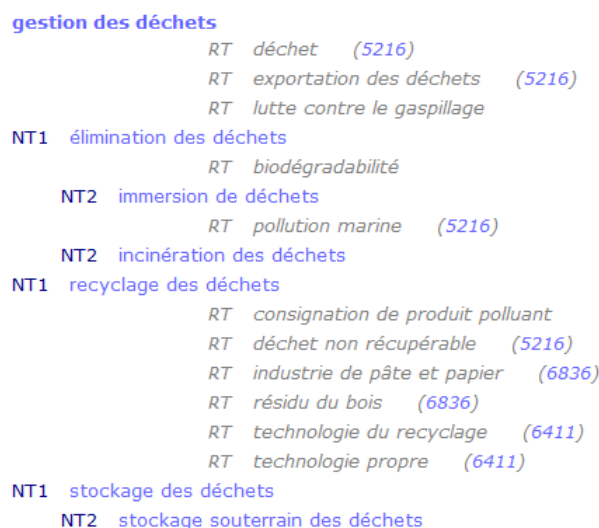 gestion des déchets
RT déchet (5216)
RT exportation des déchets (5216)
RT lutte contre le gaspillage
NT1 élimination des déchets
RT biodégradabilité
NT2 immersion de déchets
RT pollution marine (5216)
NT2 incinération des déchets
NT1 recyclage des déchets
RT consignation de produit polluant
RT déchet non récupérable (5216)
RT industrie de pâte et papier (6836)
RT résidu du bois (6836)
RT technologie du recyclage (6411)
RT technologie propre (6411)
NT1 stockage des déchets
NT2 stockage souterrain des déchets